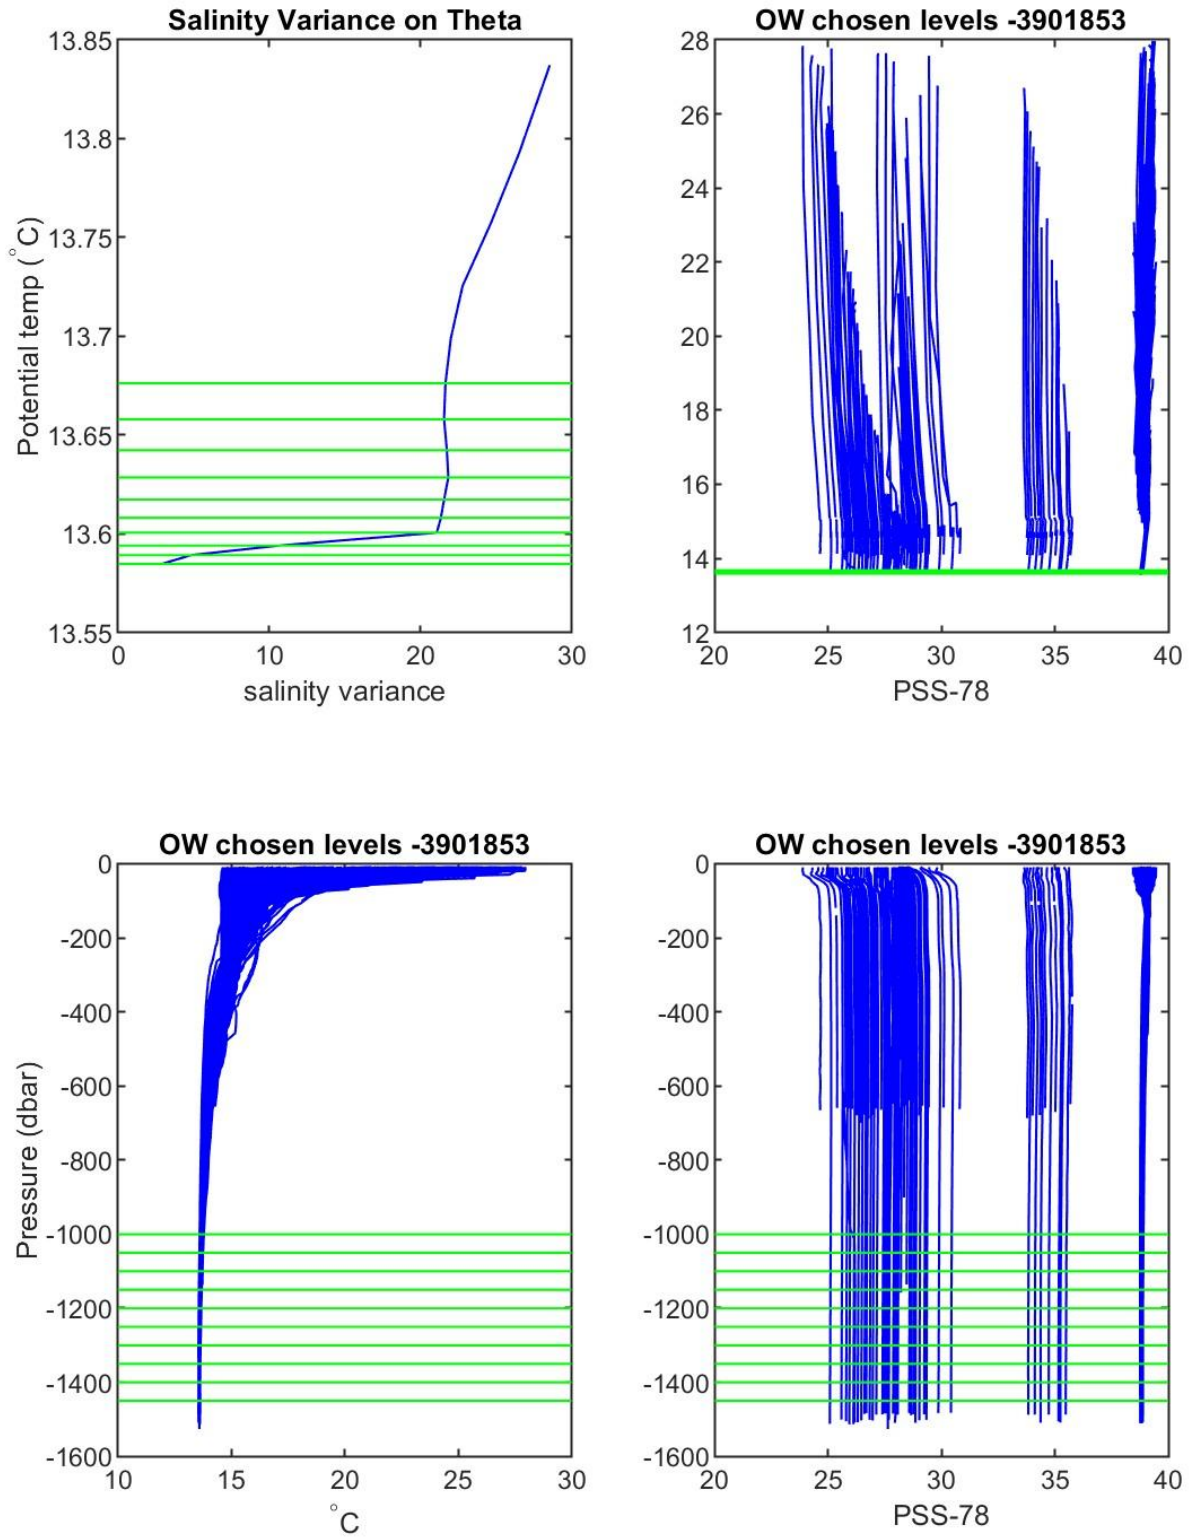 Salinity Variance on Theta
13.85
13.8
13.75
13.7
13.65
13.6
13.55
Potential temp (°C)
0 10 20 30
salinity variance
OW chosen levels -3901853
28
26
24
22
20
18
16
14
12
20 25 30 35 40
PSS-78
OW chosen levels -3901853
0
-200
-400
-600
-800
-1000
-1200
-1400
-1600
Pressure (dbar)
10 15 20 25 30
°C
OW chosen levels -3901853
0
-200
-400
-600
-800
-1000
-1200
-1400
-1600
20 25 30 35 40
PSS-78